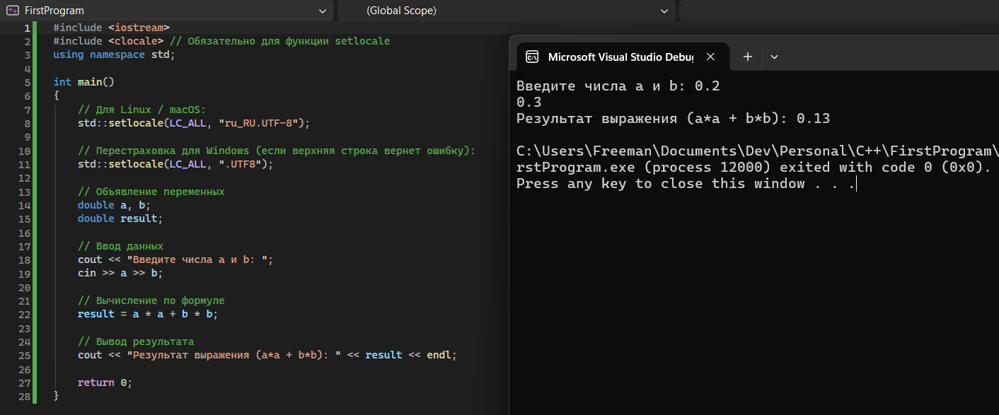 FirstProgram
(Global Scope)
1 #include <iostream>
2 #include <clocale> // Обязательно для функции setlocale
3 using namespace std;
4
5 int main()
6 {
7 // Для Linux / macOS:
8 std::setlocale(LC_ALL, "ru_RU.UTF-8");
9
10 // Перестраховка для Windows (если верхняя строка вернет ошибку):
11 std::setlocale(LC_ALL, ".UTF8");
12
13 // Объявление переменных
14 double a, b;
15 double result;
16
17 // Ввод данных
18 cout << "Введите числа a и b: ";
19 cin >> a >> b;
20
21 // Вычисление по формуле
22 result = a * a + b * b;
23
24 // Вывод результата
25 cout << "Результат выражения (a*a + b*b): " << result << endl;
26
27 return 0;
28 }
Microsoft Visual Studio Debug
Введите числа a и b: 0.2
0.3
Результат выражения (a*a + b*b): 0.13
C:\Users\Freeman\Documents\Dev\Personal\C++\FirstProgram\
rstProgram.exe (process 12000) exited with code 0 (0x0).
Press any key to close this window . . .